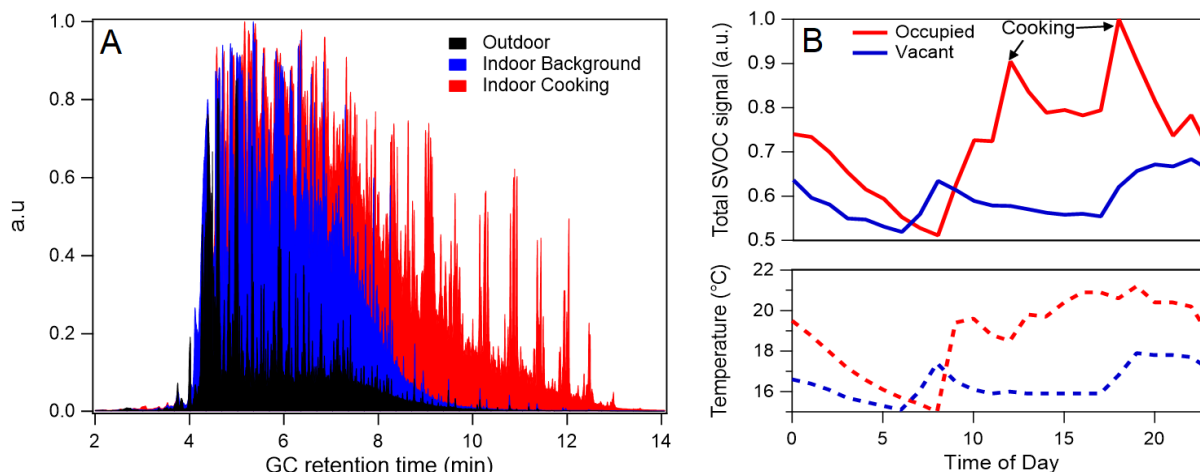 A
Outdoor
Indoor Background
Indoor Cooking
a.u
1.0
0.8
0.6
0.4
0.2
0.0
2 4 6 8 10 12 14
GC retention time (min)
B
Occupied
Vacant
Cooking
Total SVOC signal (a.u.)
1.0
0.9
0.8
0.7
0.6
0.5
Temperature (°C)
22
20
18
16
0 5 10 15 20
Time of Day